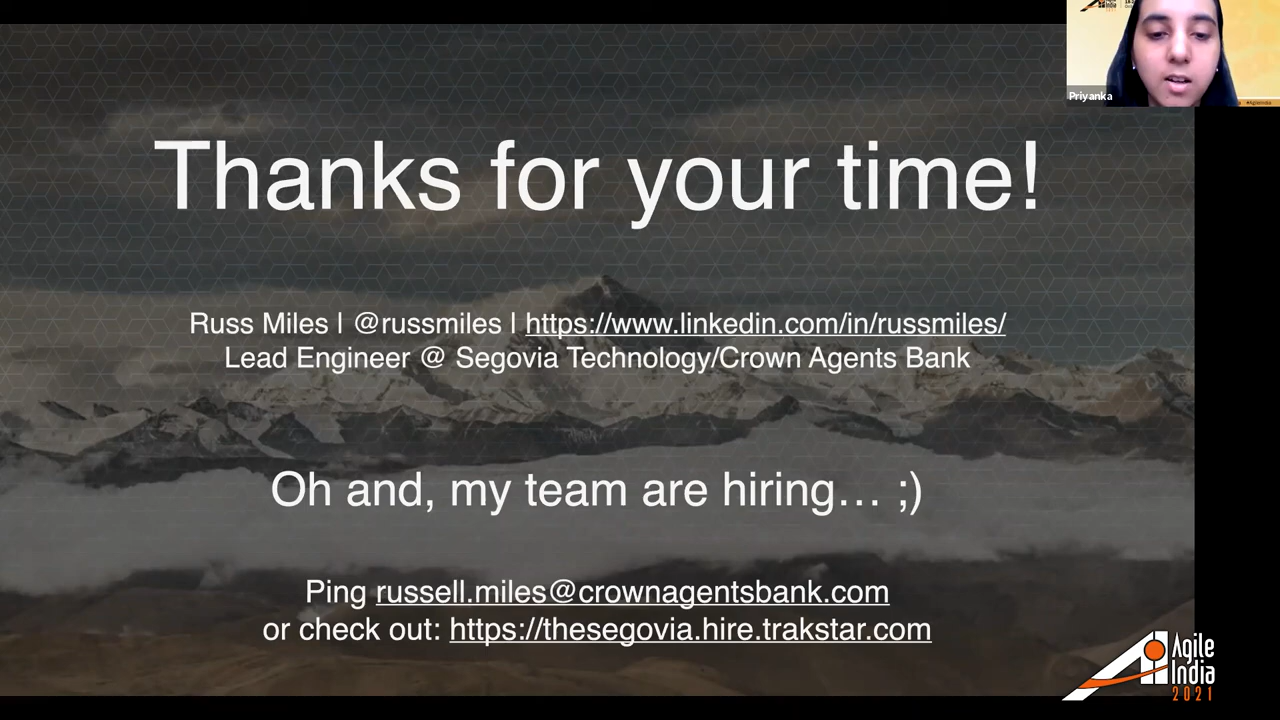 Thanks for your time!
Russ Miles | @russmiles | https://www.linkedin.com/in/russmiles/
Lead Engineer @ Segovia Technology/Crown Agents Bank
Oh and, my team are hiring… ;)
Ping russell.miles@crownagentsbank.com
or check out: https://thesegovia.hire.trakstar.com
Priyanka
Agile
India
2021